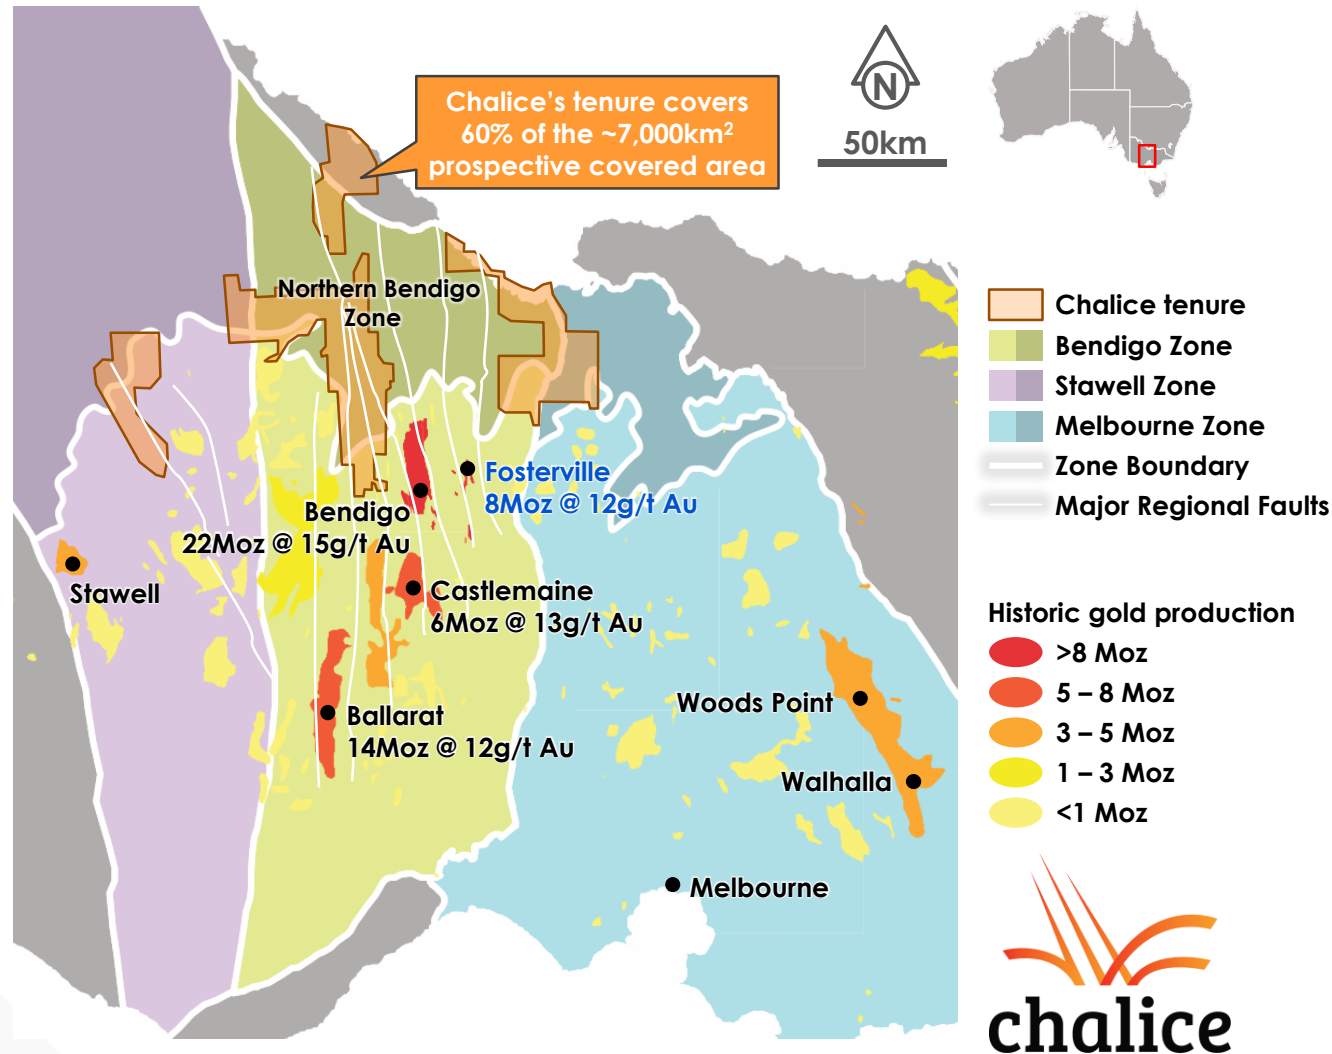 Chalice's tenure covers
60% of the ~7,000km²
prospective covered area
N
50km
Northern Bendigo
Zone
Fosterville
8Moz @ 12g/t Au
Bendigo
22Moz @ 15g/t Au
Stawell
Castlemaine
6Moz @ 13g/t Au
Woods Point
Ballarat
14Moz @ 12g/t Au
Walhalla
Melbourne
Chalice tenure
Bendigo Zone
Stawell Zone
Melbourne Zone
Zone Boundary
Major Regional Faults
Historic gold production
>8 Moz
5 – 8 Moz
3 – 5 Moz
1 – 3 Moz
<1 Moz
chalice